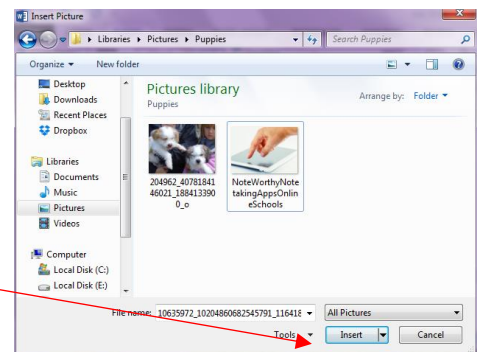 Insert Picture
Libraries ▸ Pictures ▸ Puppies
Search Puppies
Organize
New folder
Desktop
Downloads
Recent Places
Dropbox
Libraries
Documents
Music
Pictures
Videos
Computer
Local Disk (C:)
Local Disk (E:)
Pictures library
Puppies
Arrange by: Folder
204962_40781841
46021_188413390
0_o
NoteWorthyNote
takingAppsOnlin
eSchools
File name: 10635972_10204860682545791_116418
All Pictures
Tools
Insert
Cancel